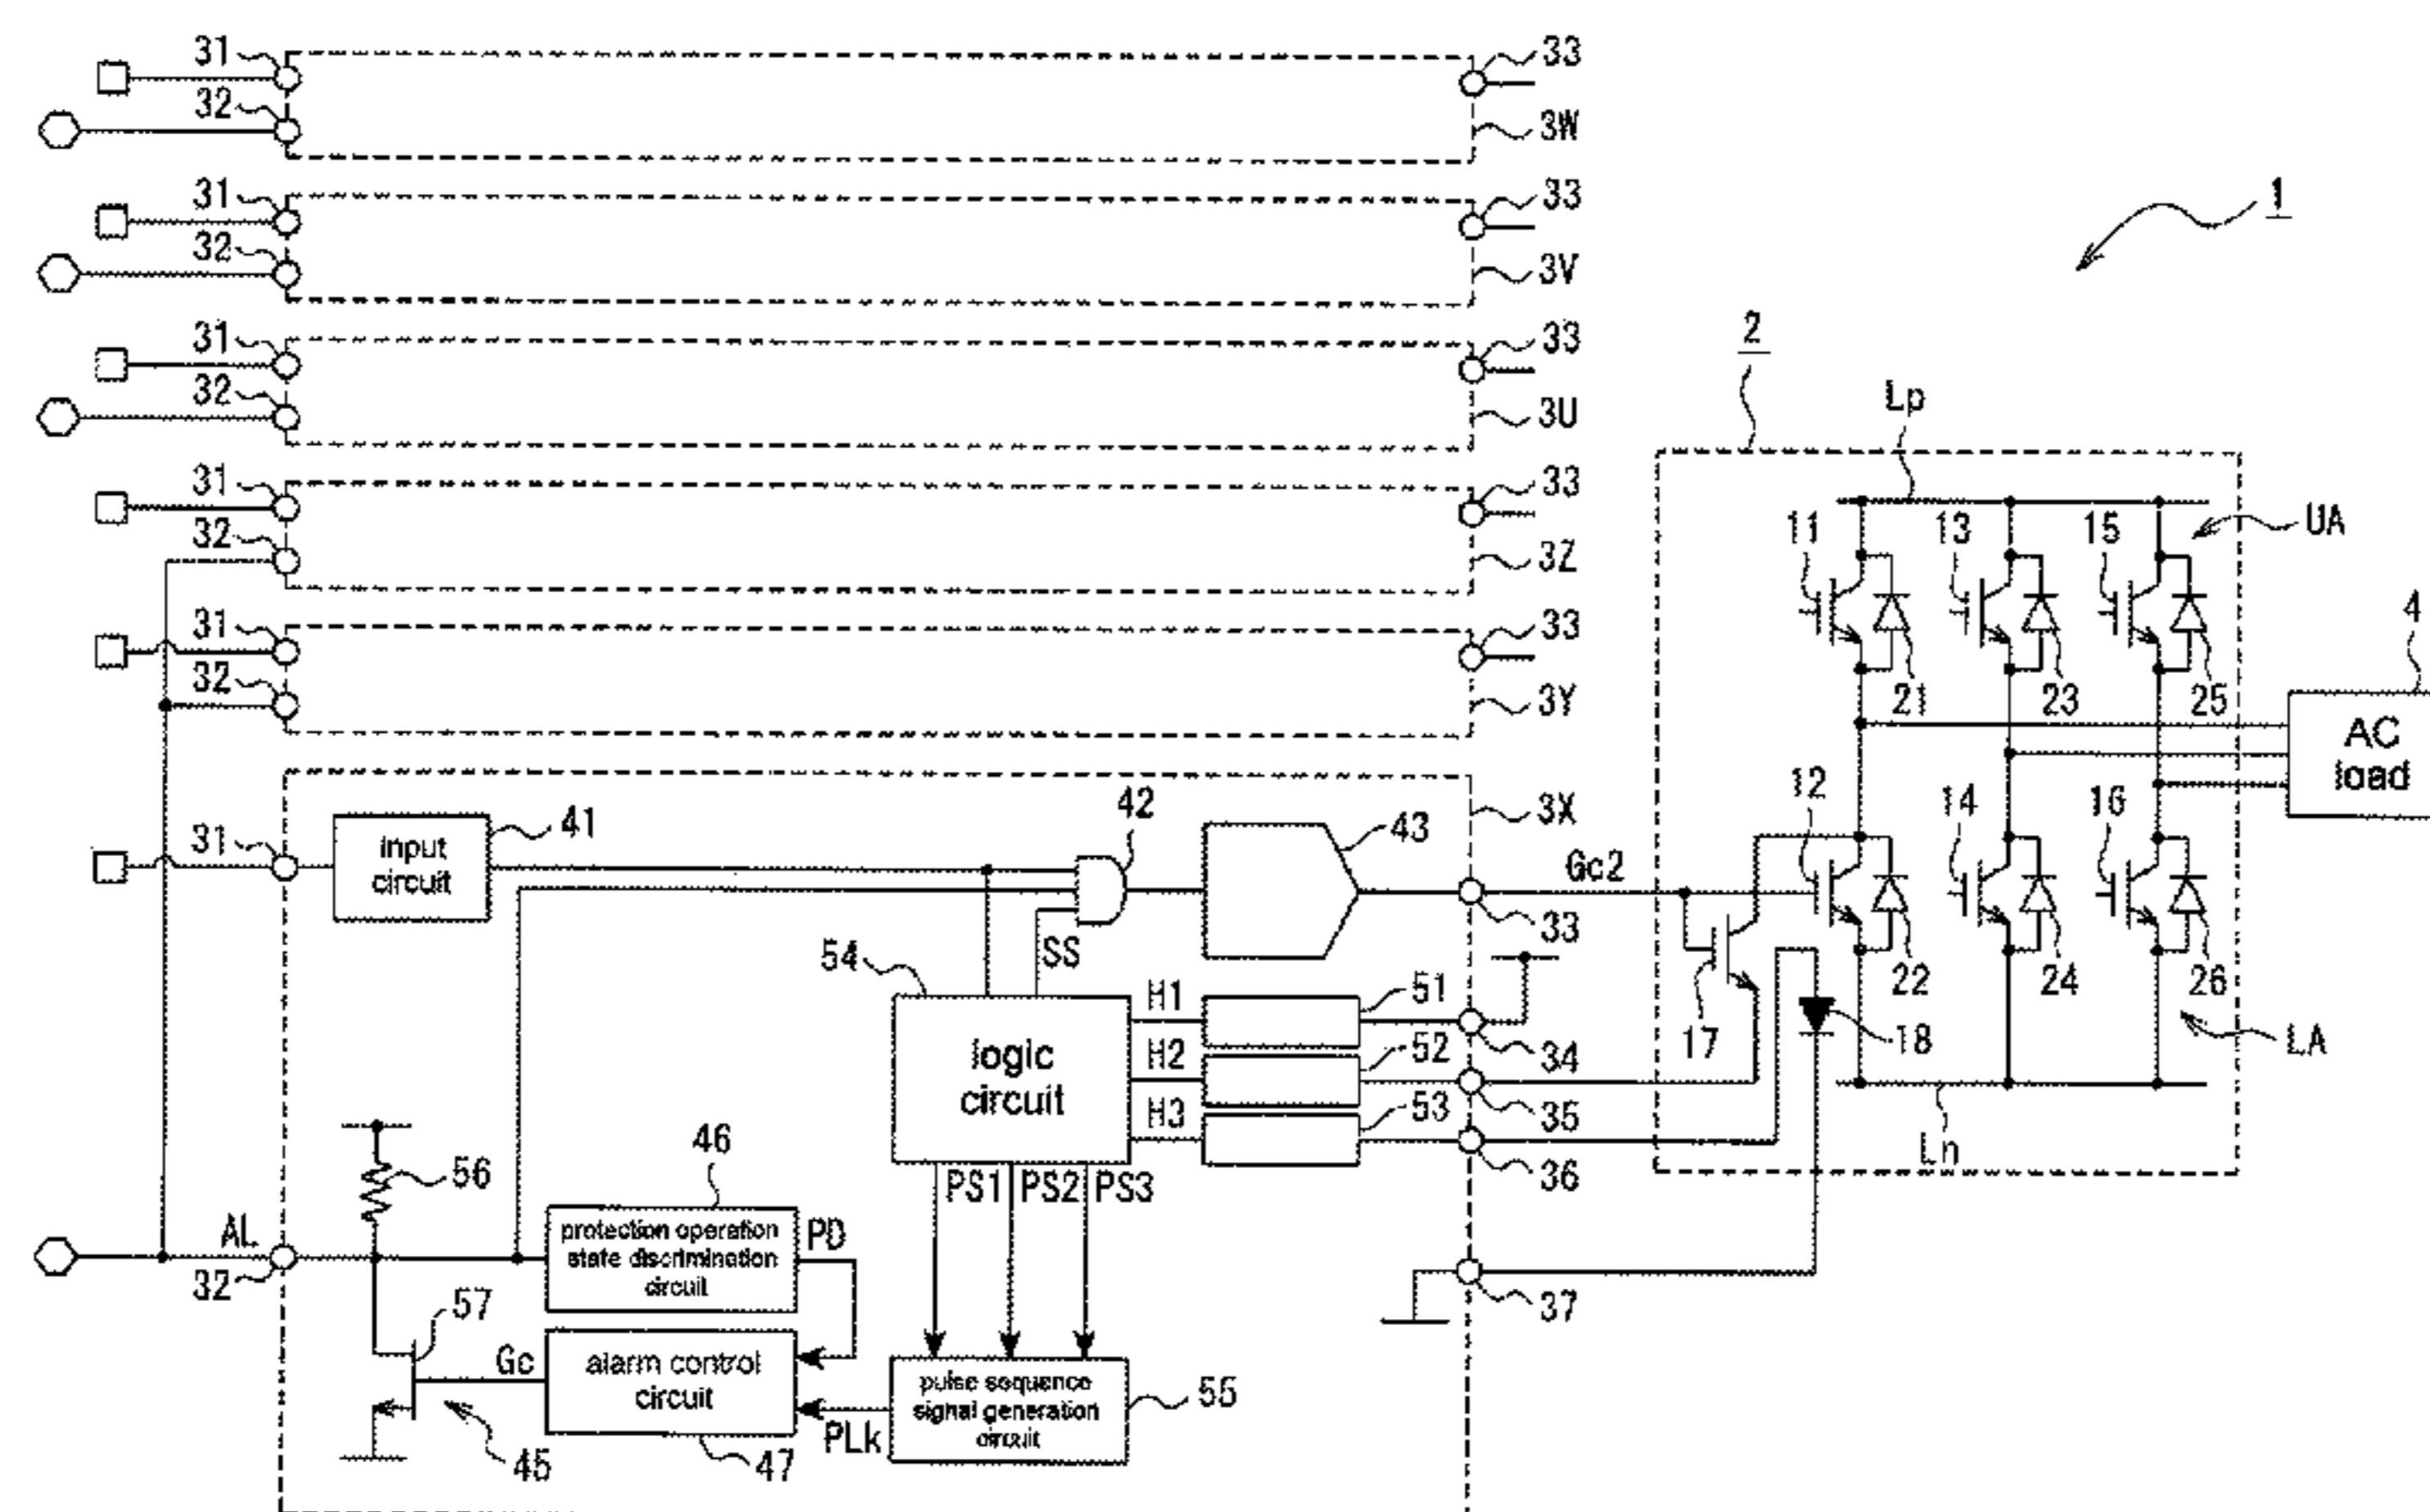 31
33
32
3W
31
33
1
32
3V
31
33
2
32
3U
Lp
31
33
11
13
15
UA
32
3Z
4
31
33
32
3Y
21
23
25
AC
load
12
14
16
31
input
circuit
41
42
43
3X
Gc2
33
54
SS
22
24
26
H1
51
34
17
18
LA
logic
circuit
H2
52
35
H3
53
36
Ln
46
56
PS1
PS2
PS3
AL
32
protection operation
state discrimination
circuit
PD
37
57
Gc
alarm control
circuit
pulse sequence
signal generation
circuit
55
45
47
PLk